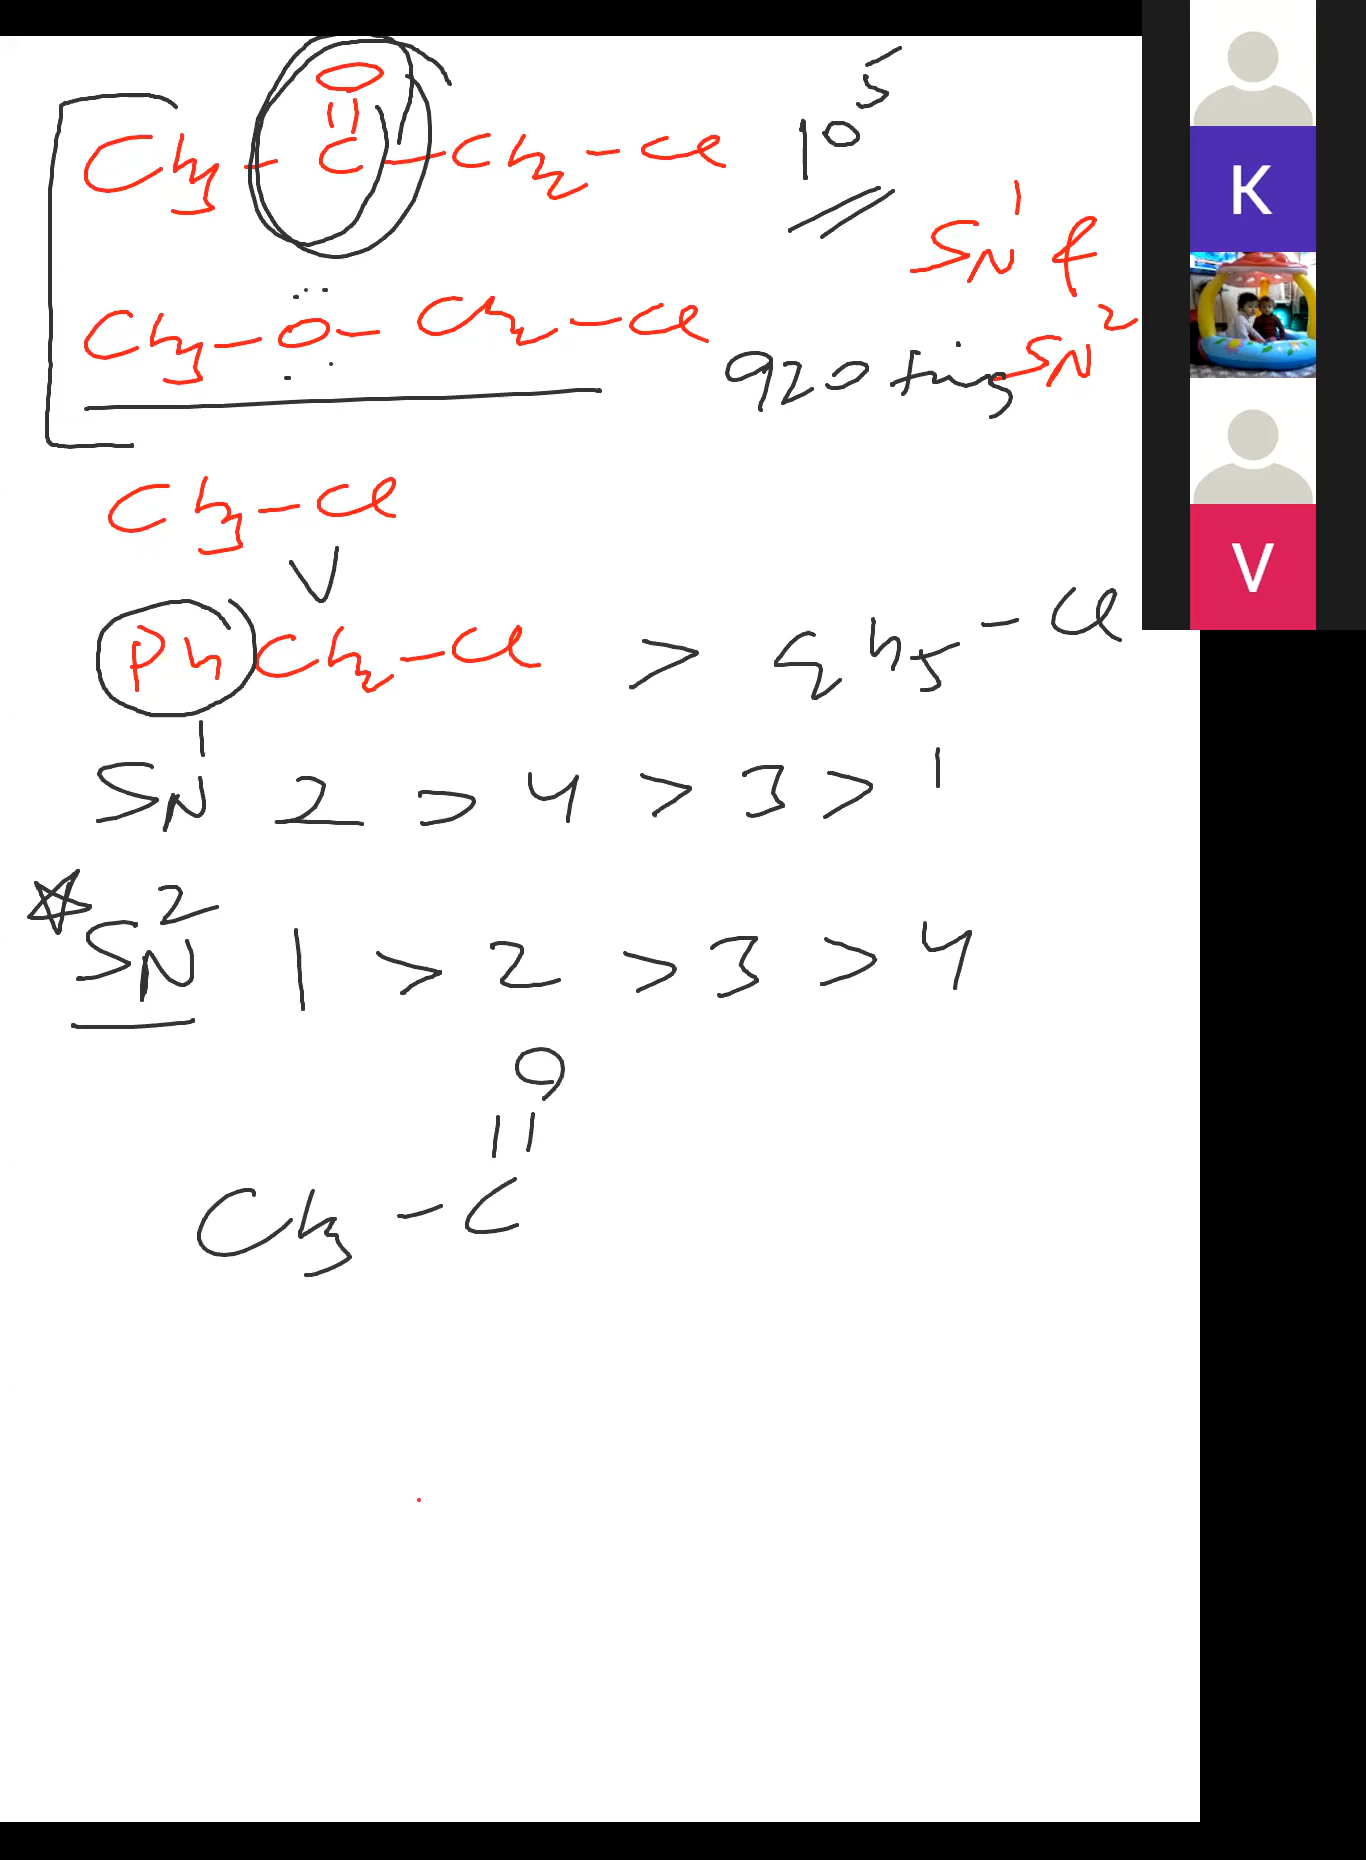 CH3 - C - CH2 - Cl 10^5
O
||
SN1 &
CH3 - O - CH2 - Cl 920 times SN2
CH3 - Cl
V
Ph CH2 - Cl > C2H5 - Cl
SN1 2 > 4 > 3 > 1
SN2 1 > 2 > 3 > 4
O
||
CH3 - C
K
V